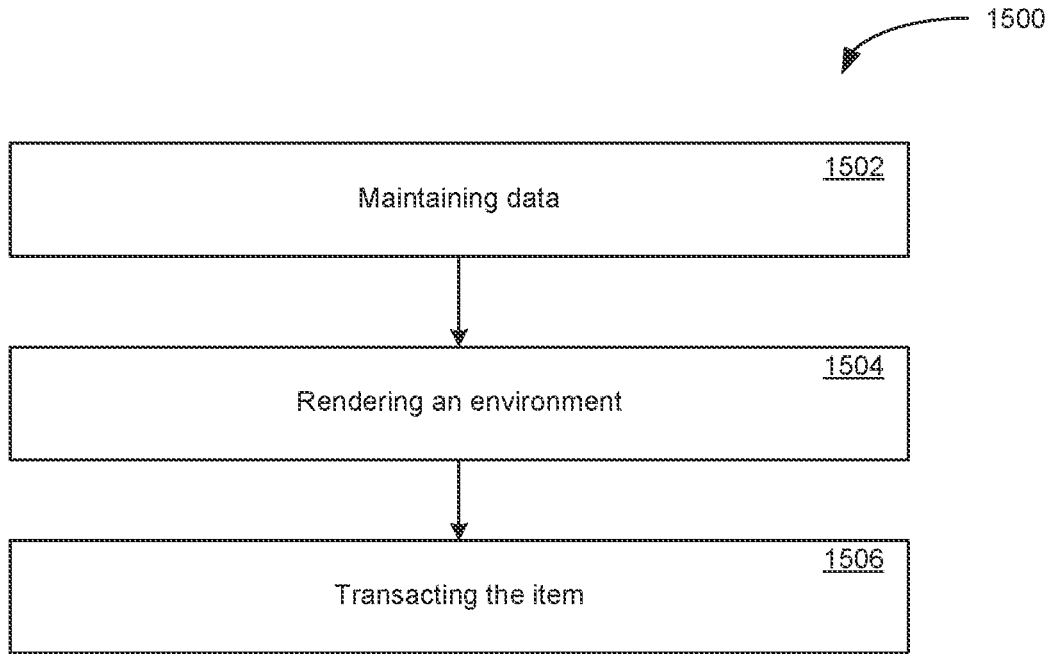 1500
1502
Maintaining data
1504
Rendering an environment
1506
Transacting the item